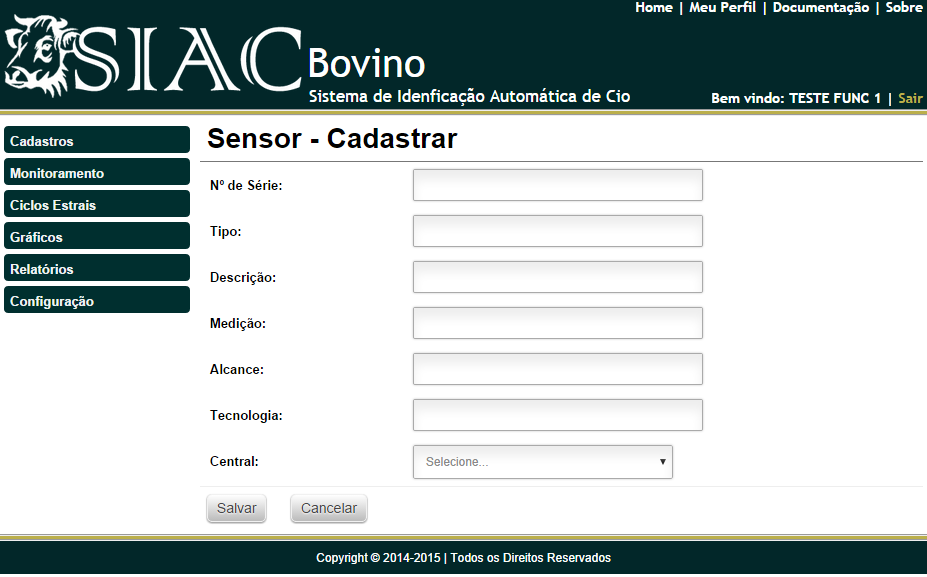 Home | Meu Perfil | Documentação | Sobre
SIAC Bovino
Sistema de Idenficação Automática de Cio
Bem vindo: TESTE FUNC 1 | Sair
Cadastros
Monitoramento
Ciclos Estrais
Gráficos
Relatórios
Configuração
Sensor - Cadastrar
Nº de Série:
Tipo:
Descrição:
Medição:
Alcance:
Tecnologia:
Central:
Selecione...
Salvar
Cancelar
Copyright © 2014-2015 | Todos os Direitos Reservados